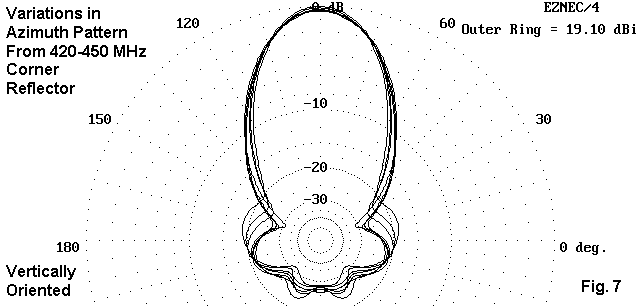 Variations in
Azimuth Pattern
From 420-450 MHz
Corner
Reflector
EZNEC/4
Outer Ring = 19.10 dBi
0 dB
120
60
-10
150
30
-20
-30
180
0 deg.
Vertically
Oriented
Fig. 7